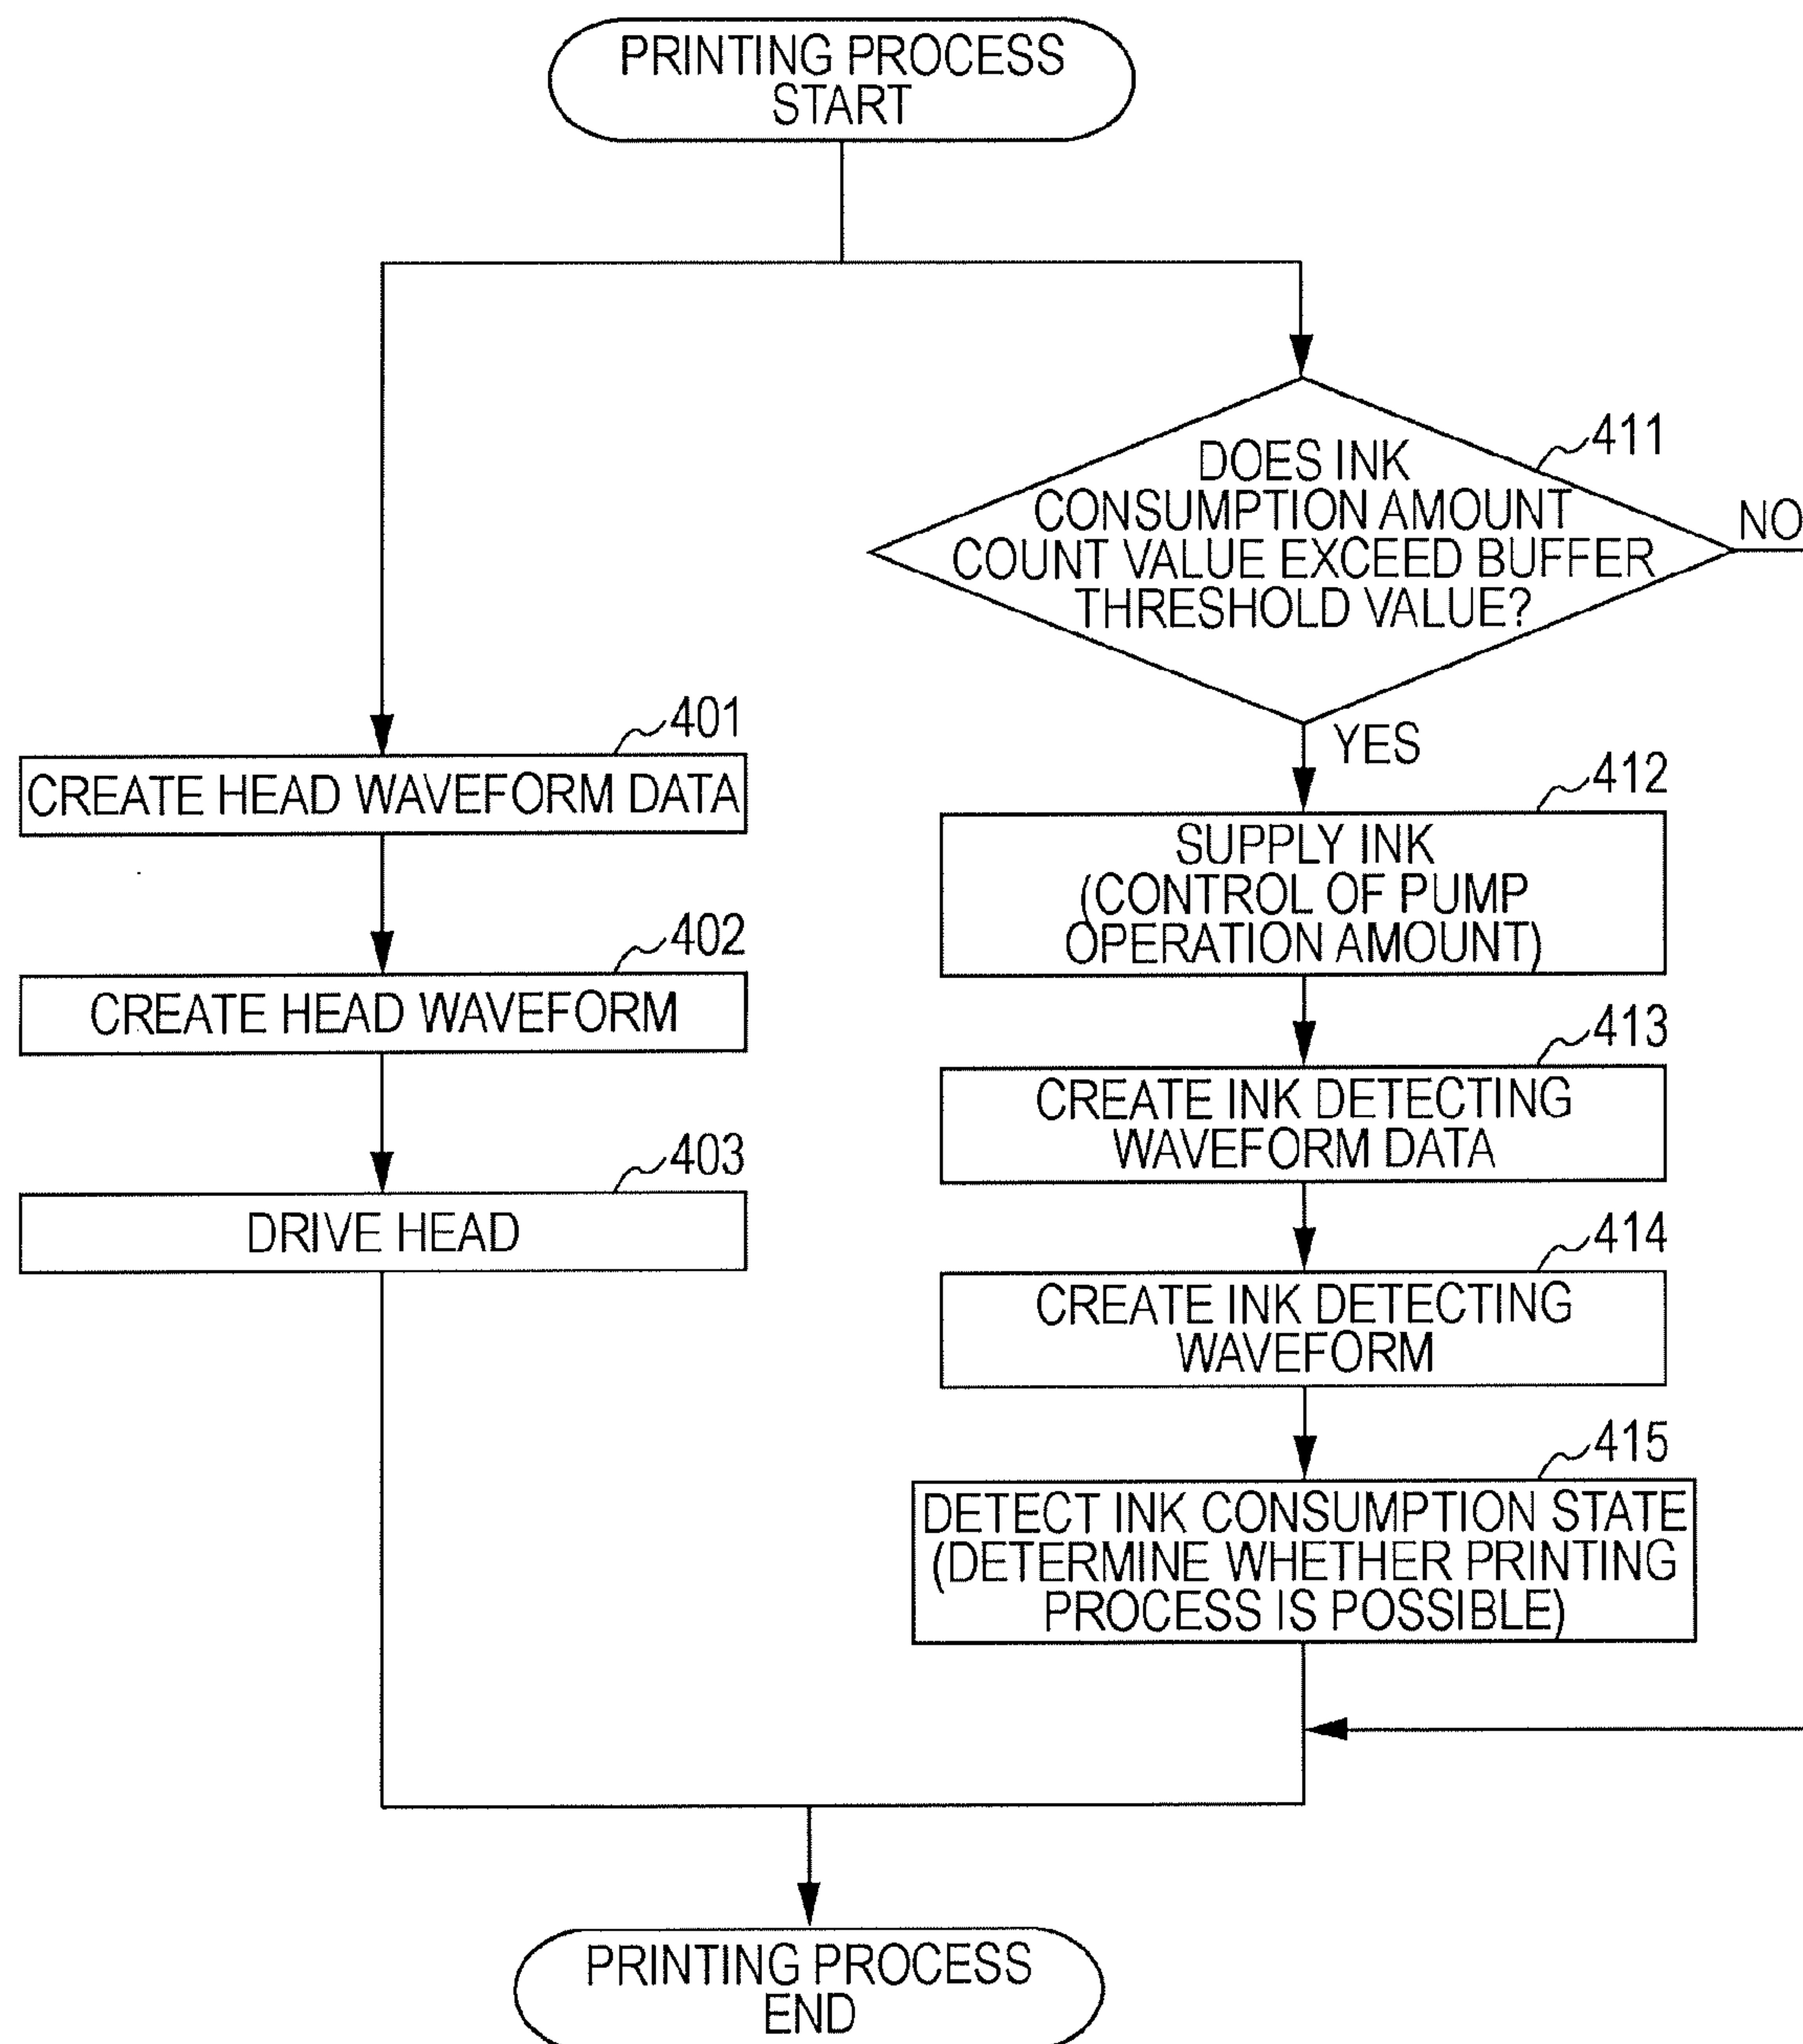 PRINTING PROCESS
START
411
DOES INK
CONSUMPTION AMOUNT
COUNT VALUE EXCEED BUFFER
THRESHOLD VALUE?
NO
YES
401
CREATE HEAD WAVEFORM DATA
402
CREATE HEAD WAVEFORM
403
DRIVE HEAD
412
SUPPLY INK
(CONTROL OF PUMP
OPERATION AMOUNT)
413
CREATE INK DETECTING
WAVEFORM DATA
414
CREATE INK DETECTING
WAVEFORM
415
DETECT INK CONSUMPTION STATE
(DETERMINE WHETHER PRINTING
PROCESS IS POSSIBLE)
PRINTING PROCESS
END